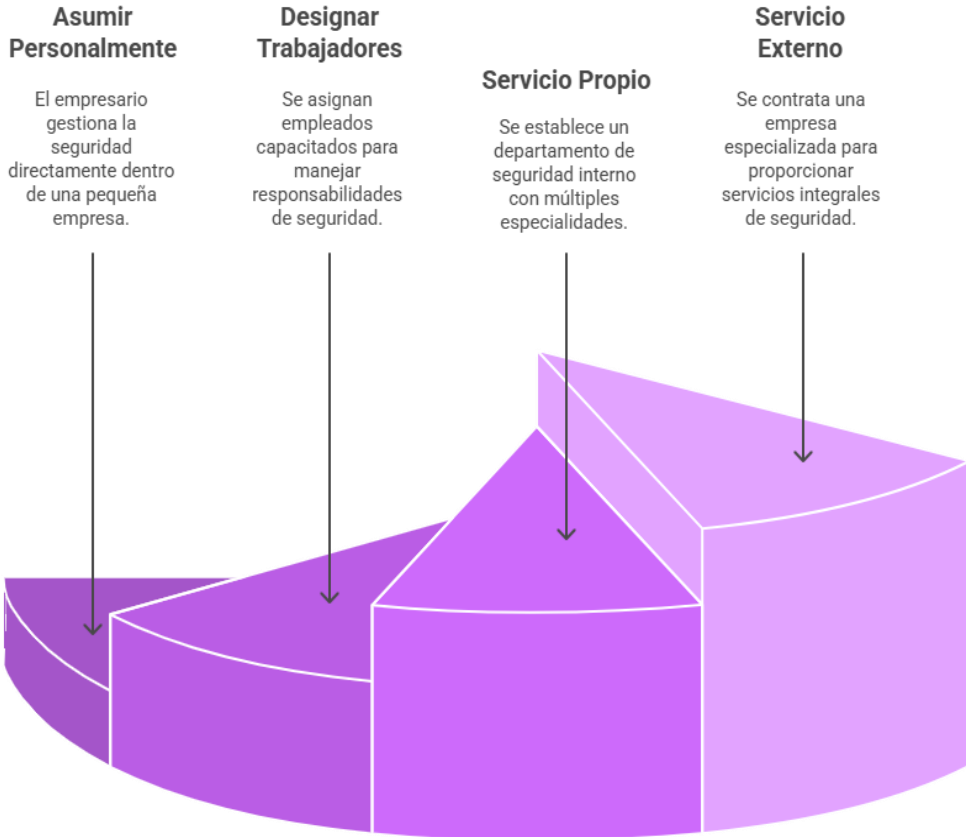 Asumir
Personalmente
El empresario
gestiona la
seguridad
directamente dentro
de una pequeña
empresa.
Designar
Trabajadores
Se asignan
empleados
capacitados para
manejar
responsabilidades
de seguridad.
Servicio Propio
Se establece un
departamento de
seguridad interno
con múltiples
especialidades.
Servicio
Externo
Se contrata una
empresa
especializada para
proporcionar
servicios integrales
de seguridad.